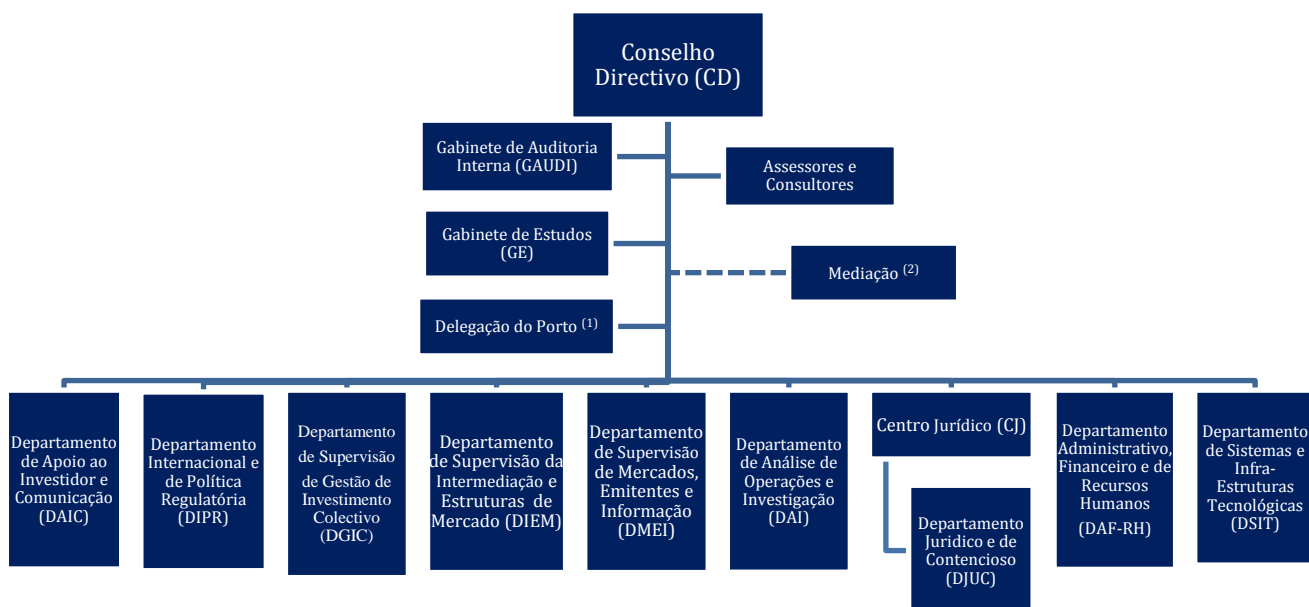 Conselho
Directivo (CD)
Gabinete de Auditoria
Interna (GAUDI)
Assessores e
Consultores
Gabinete de Estudos
(GE)
Mediação (2)
Delegação do Porto (1)
Departamento
de Apoio ao
Investidor e
Comunicação
(DAIC)
Departamento
Internacional e
de Política
Regulatória
(DIPR)
Departamento
de Supervisão
de Gestão de
Investimento
Colectivo
(DGIC)
Departamento
de Supervisão da
Intermediação e
Estruturas de
Mercado (DIEM)
Departamento
de Supervisão
de Mercados,
Emitentes e
Informação
(DMEI)
Departamento
de Análise de
Operações e
Investigação
(DAI)
Centro Jurídico (CJ)
Departamento
Juridico e de
Contencioso
(DJUC)
Departamento
Administrativo,
Financeiro e de
Recursos
Humanos
(DAF-RH)
Departamento
de Sistemas e
Infra-
Estruturas
Tecnológicas
(DSIT)